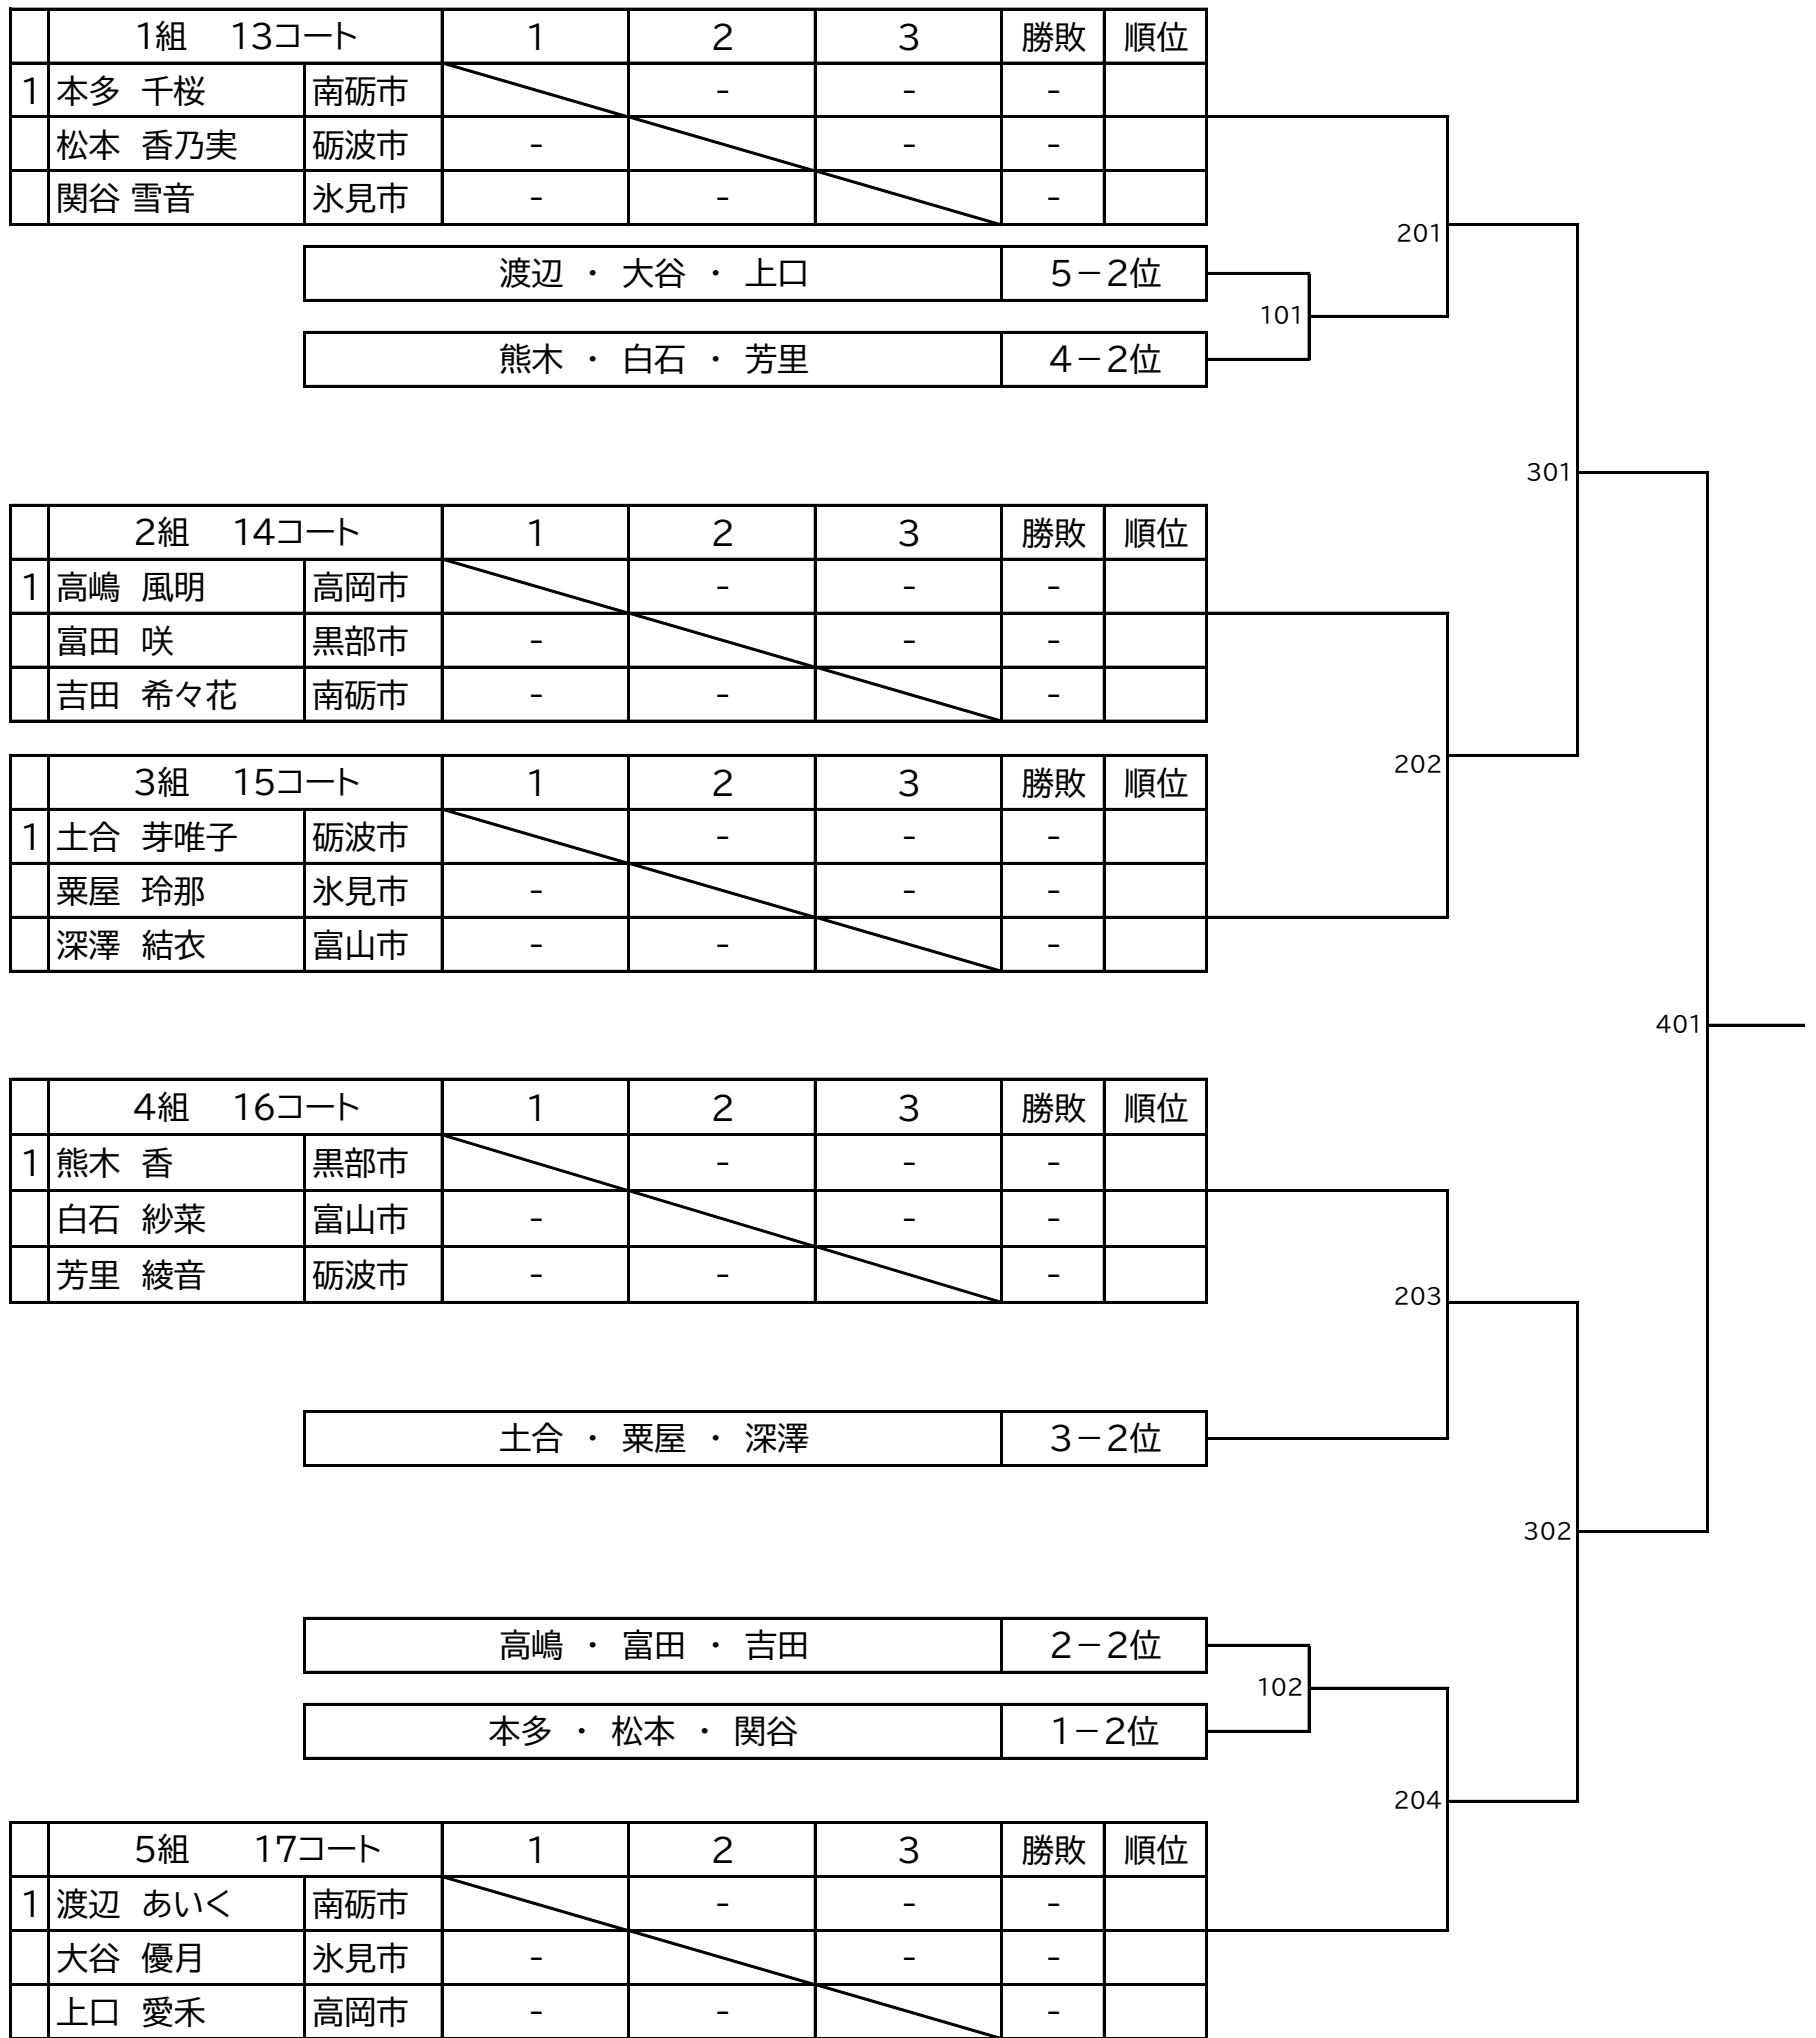 1組 13コート 1 2 3 勝敗 順位
1 本多 千桜 南砺市 - - -
松本 香乃実 砺波市 - - -
関谷 雪音 氷見市 - - -
201
渡辺 ・ 大谷 ・ 上口 5－2位
101
熊木 ・ 白石 ・ 芳里 4－2位
301
2組 14コート 1 2 3 勝敗 順位
1 高嶋 風明 高岡市 - - -
富田 咲 黒部市 - - -
吉田 希々花 南砺市 - - -
202
3組 15コート 1 2 3 勝敗 順位
1 土合 芽唯子 砺波市 - - -
粟屋 玲那 氷見市 - - -
深澤 結衣 富山市 - - -
401
4組 16コート 1 2 3 勝敗 順位
1 熊木 香 黒部市 - - -
白石 紗菜 富山市 - - -
芳里 綾音 砺波市 - - -
203
土合 ・ 粟屋 ・ 深澤 3－2位
302
高嶋 ・ 富田 ・ 吉田 2－2位
102
本多 ・ 松本 ・ 関谷 1－2位
204
5組 17コート 1 2 3 勝敗 順位
1 渡辺 あいく 南砺市 - - -
大谷 優月 氷見市 - - -
上口 愛禾 高岡市 - - -